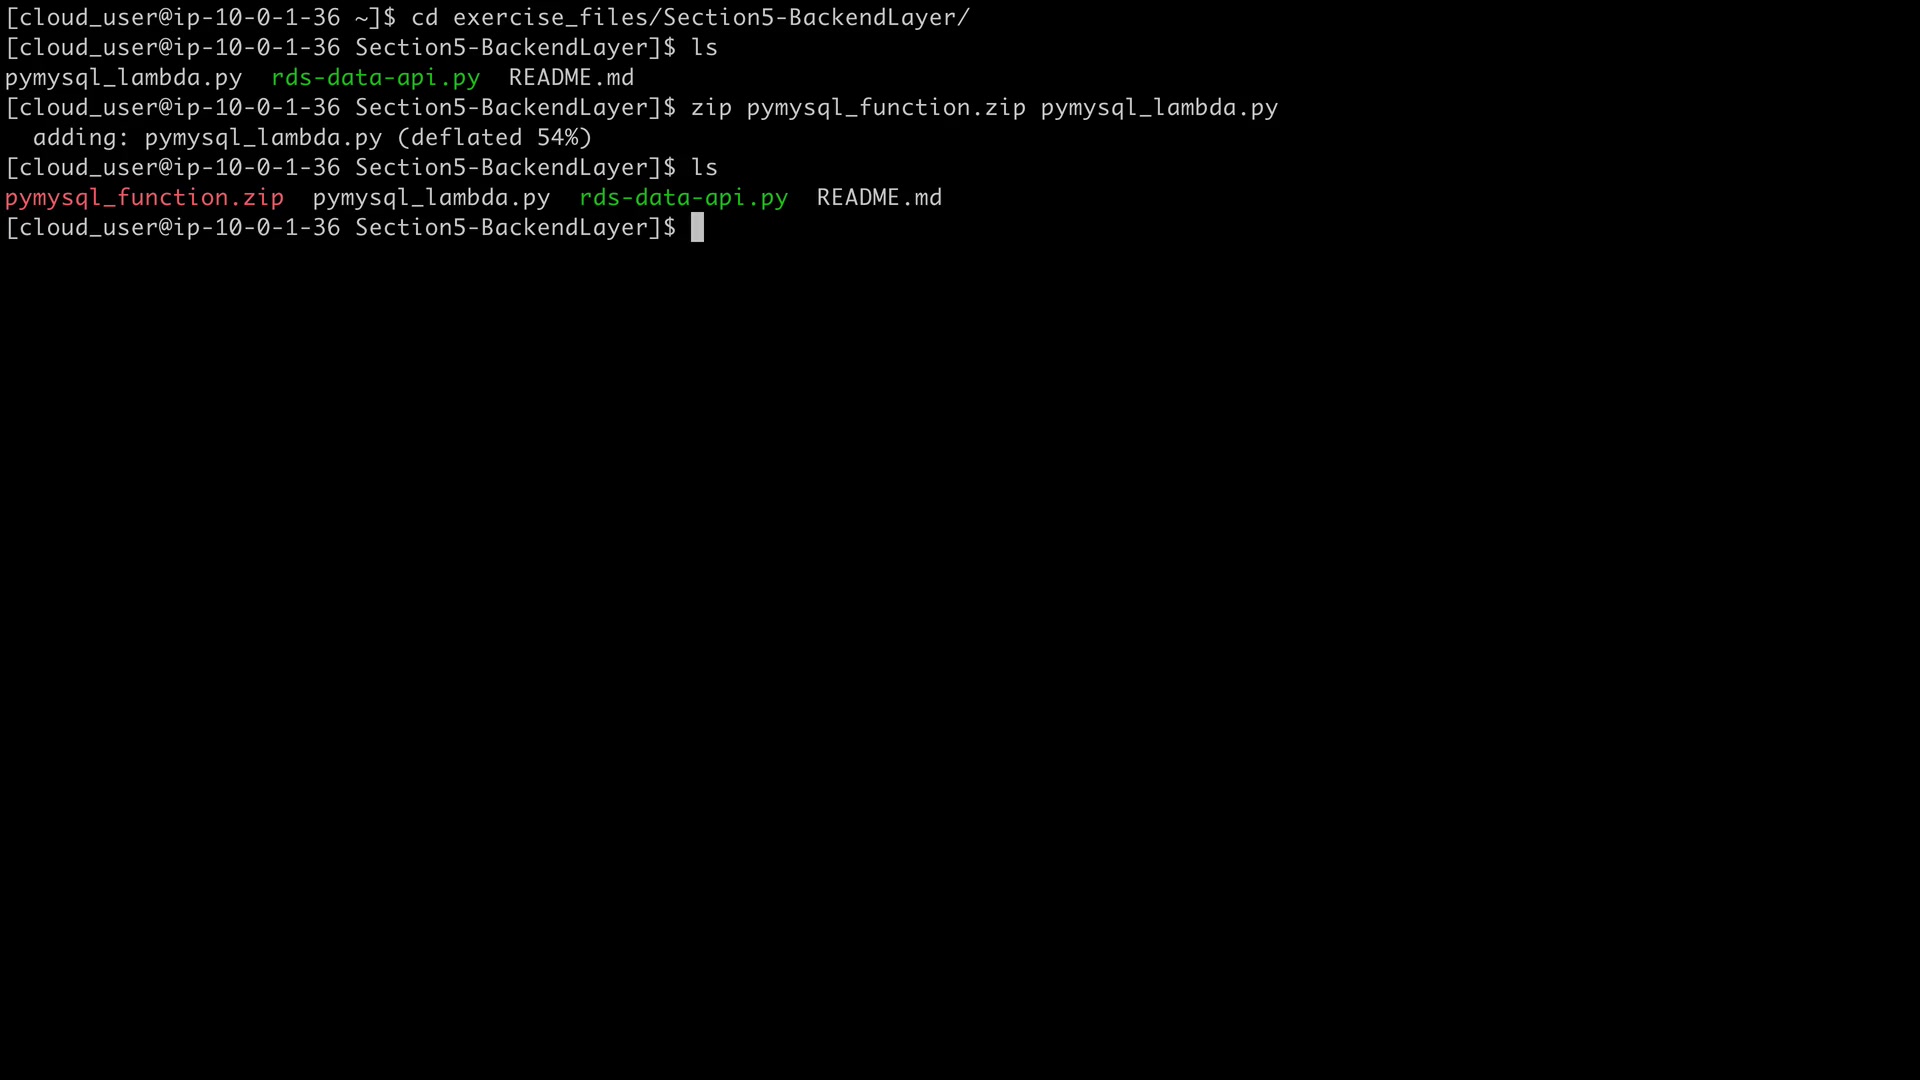 [cloud_user@ip-10-0-1-36 ~]$ cd exercise_files/Section5-BackendLayer/
[cloud_user@ip-10-0-1-36 Section5-BackendLayer]$ ls
pymysql_lambda.py  rds-data-api.py  README.md
[cloud_user@ip-10-0-1-36 Section5-BackendLayer]$ zip pymysql_function.zip pymysql_lambda.py
  adding: pymysql_lambda.py (deflated 54%)
[cloud_user@ip-10-0-1-36 Section5-BackendLayer]$ ls
pymysql_function.zip  pymysql_lambda.py  rds-data-api.py  README.md
[cloud_user@ip-10-0-1-36 Section5-BackendLayer]$